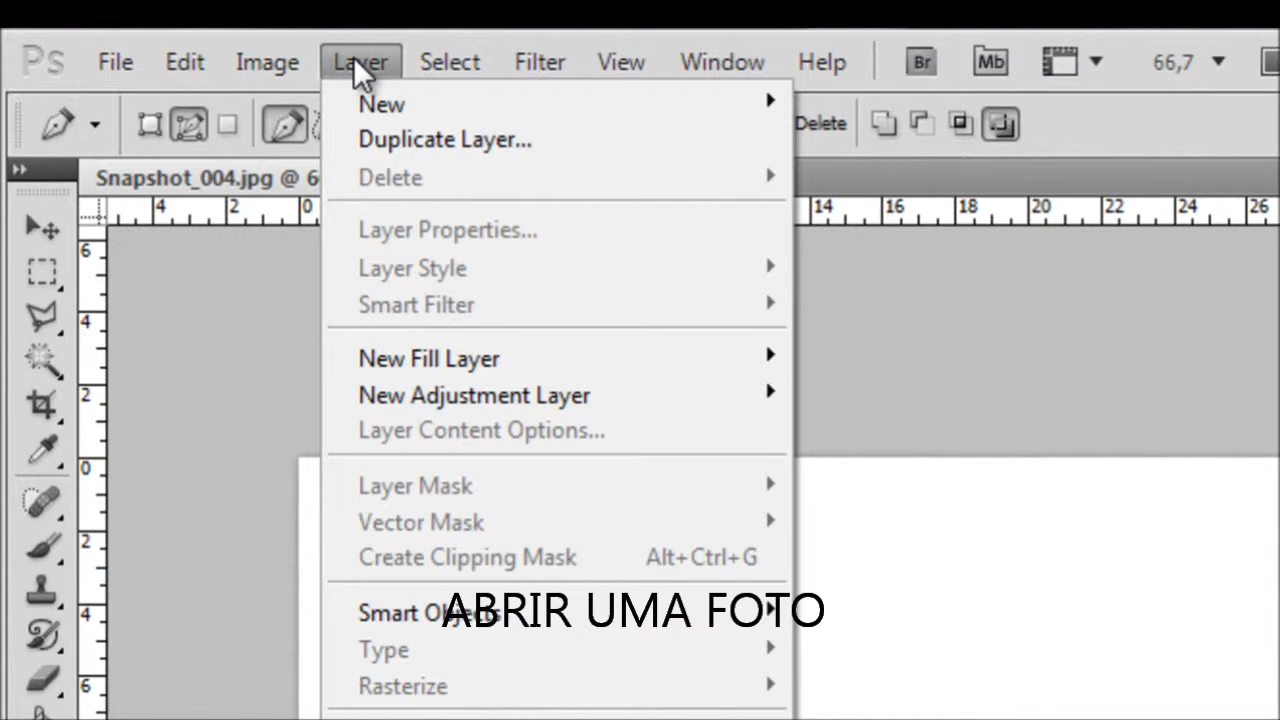 Ps File Edit Image Layer Select Filter View Window Help Br Mb 66,7
Delete
Snapshot_004.jpg @ 6
4 2 0 14 16 18 20 22 24 26
6
4
2
0
2
4
6
New
Duplicate Layer...
Delete
Layer Properties...
Layer Style
Smart Filter
New Fill Layer
New Adjustment Layer
Layer Content Options...
Layer Mask
Vector Mask
Create Clipping Mask Alt+Ctrl+G
Smart Objects
ABRIR UMA FOTO
Type
Rasterize